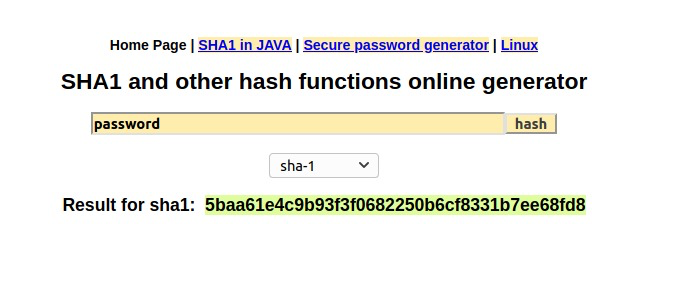 Home Page | SHA1 in JAVA | Secure password generator | Linux
SHA1 and other hash functions online generator
password hash
sha-1
Result for sha1: 5baa61e4c9b93f3f0682250b6cf8331b7ee68fd8